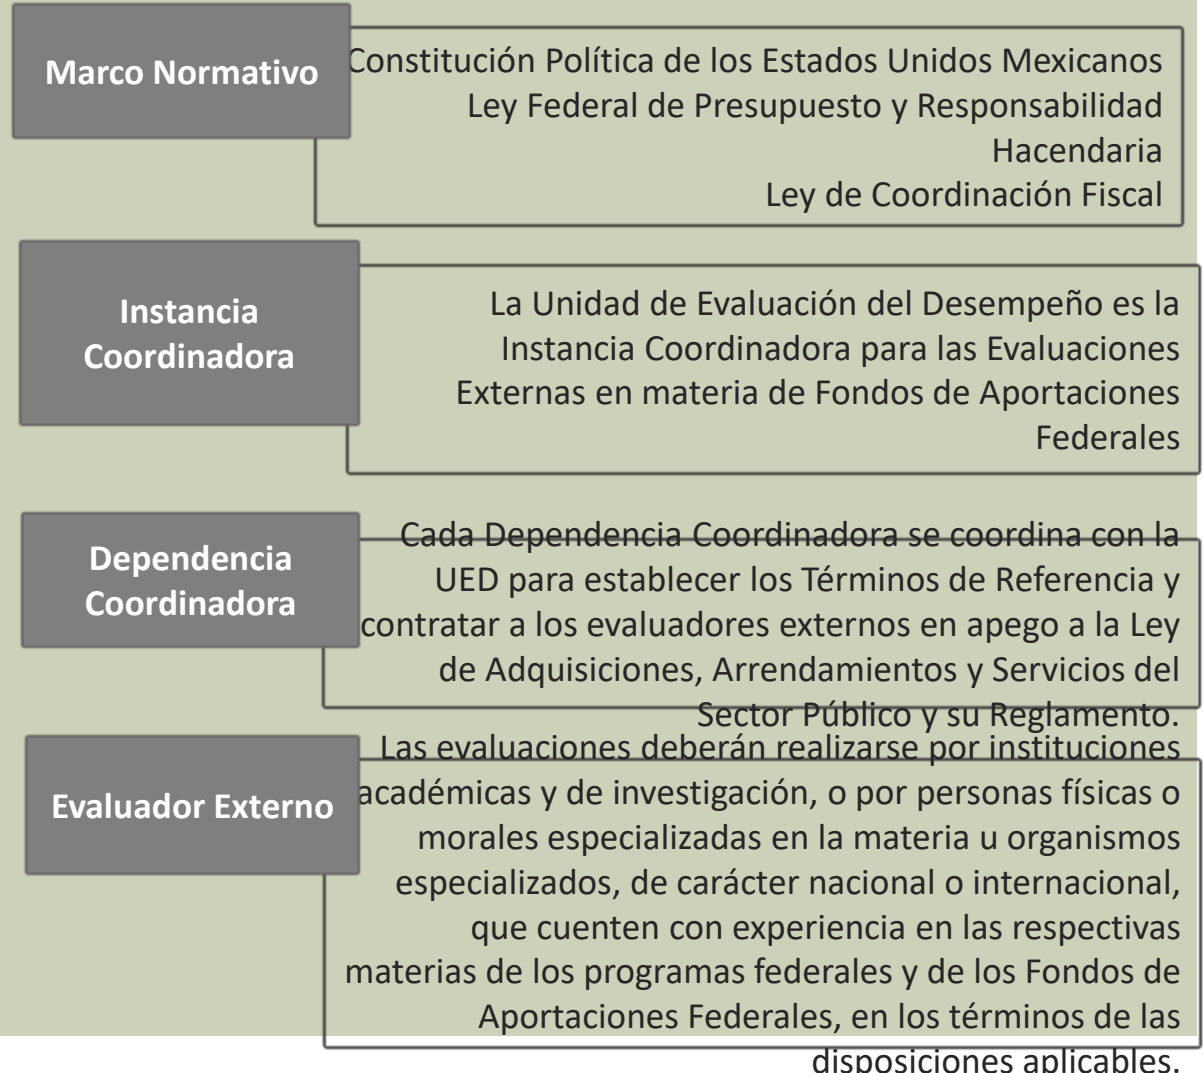 Marco Normativo
Constitución Política de los Estados Unidos Mexicanos
Ley Federal de Presupuesto y Responsabilidad
Hacendaria
Ley de Coordinación Fiscal
Instancia
Coordinadora
La Unidad de Evaluación del Desempeño es la
Instancia Coordinadora para las Evaluaciones
Externas en materia de Fondos de Aportaciones
Federales
Dependencia
Coordinadora
Cada Dependencia Coordinadora se coordina con la
UED para establecer los Términos de Referencia y
contratar a los evaluadores externos en apego a la Ley
de Adquisiciones, Arrendamientos y Servicios del
Sector Público y su Reglamento.
Evaluador Externo
Las evaluaciones deberán realizarse por instituciones
académicas y de investigación, o por personas físicas o
morales especializadas en la materia u organismos
especializados, de carácter nacional o internacional,
que cuenten con experiencia en las respectivas
materias de los programas federales y de los Fondos de
Aportaciones Federales, en los términos de las
disposiciones aplicables.